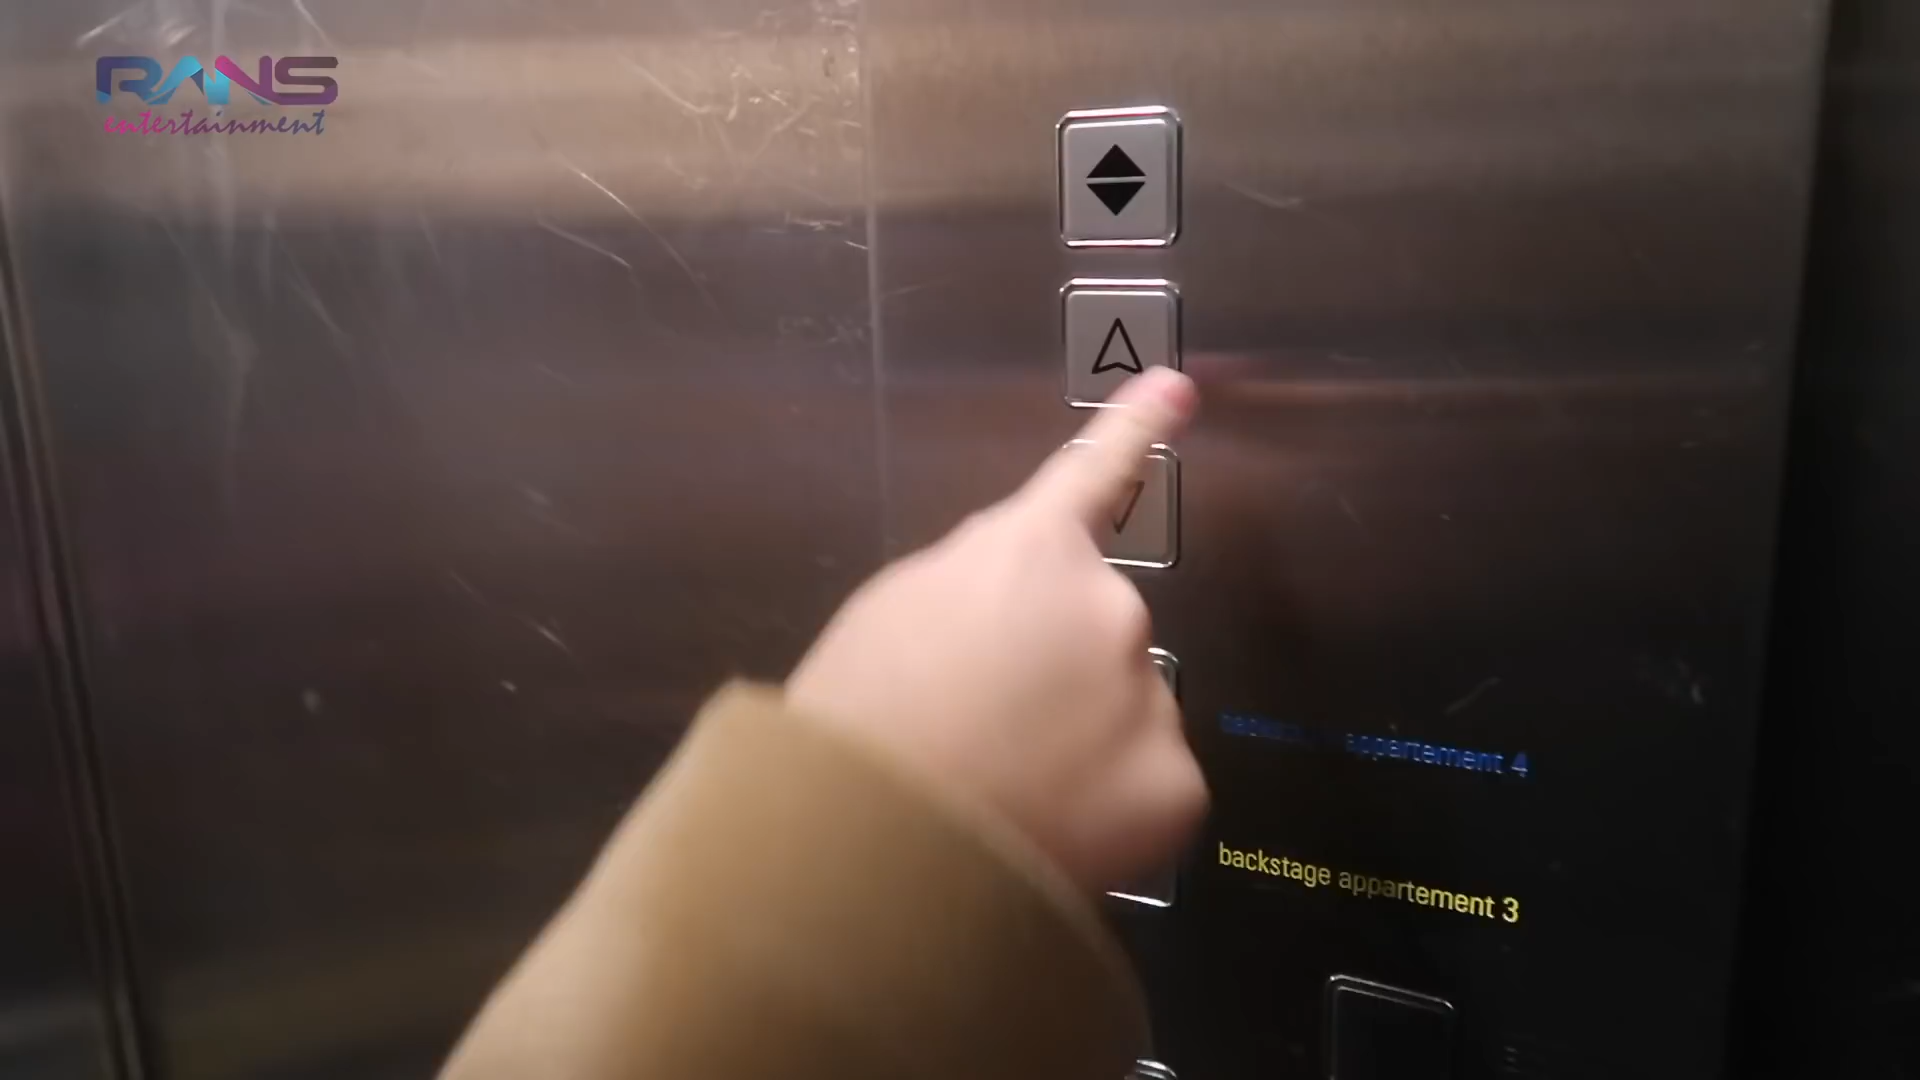 RANS
entertainment
appartement 4
backstage appartement 3